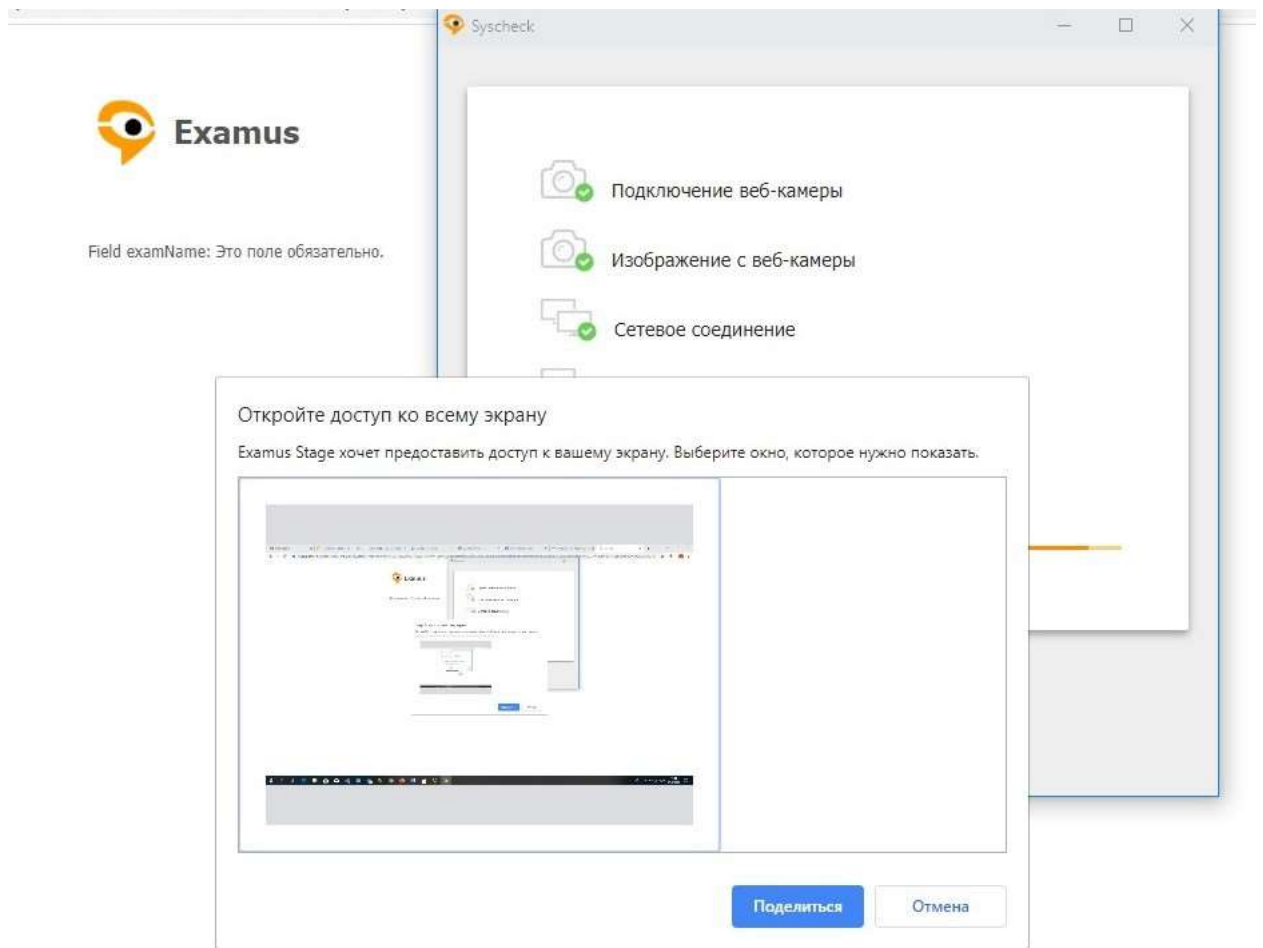 Syscheck
Examus
Подключение веб-камеры
Field examName: Это поле обязательно.
Изображение с веб-камеры
Сетевое соединение
Откройте доступ ко всему экрану
Examus Stage хочет предоставить доступ к вашему экрану. Выберите окно, которое нужно показать.
Поделиться
Отмена